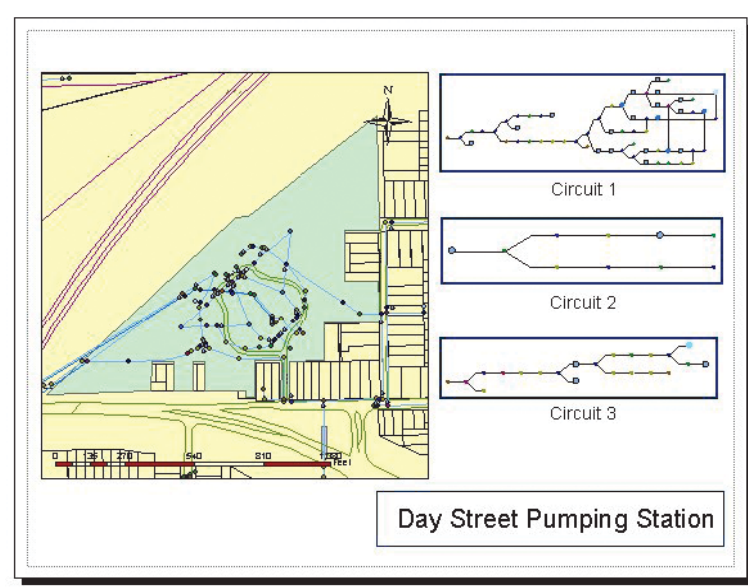 N
Circuit 1
Circuit 2
Circuit 3
0 135 270 540 810 1,080
Feet
Day Street Pumping Station